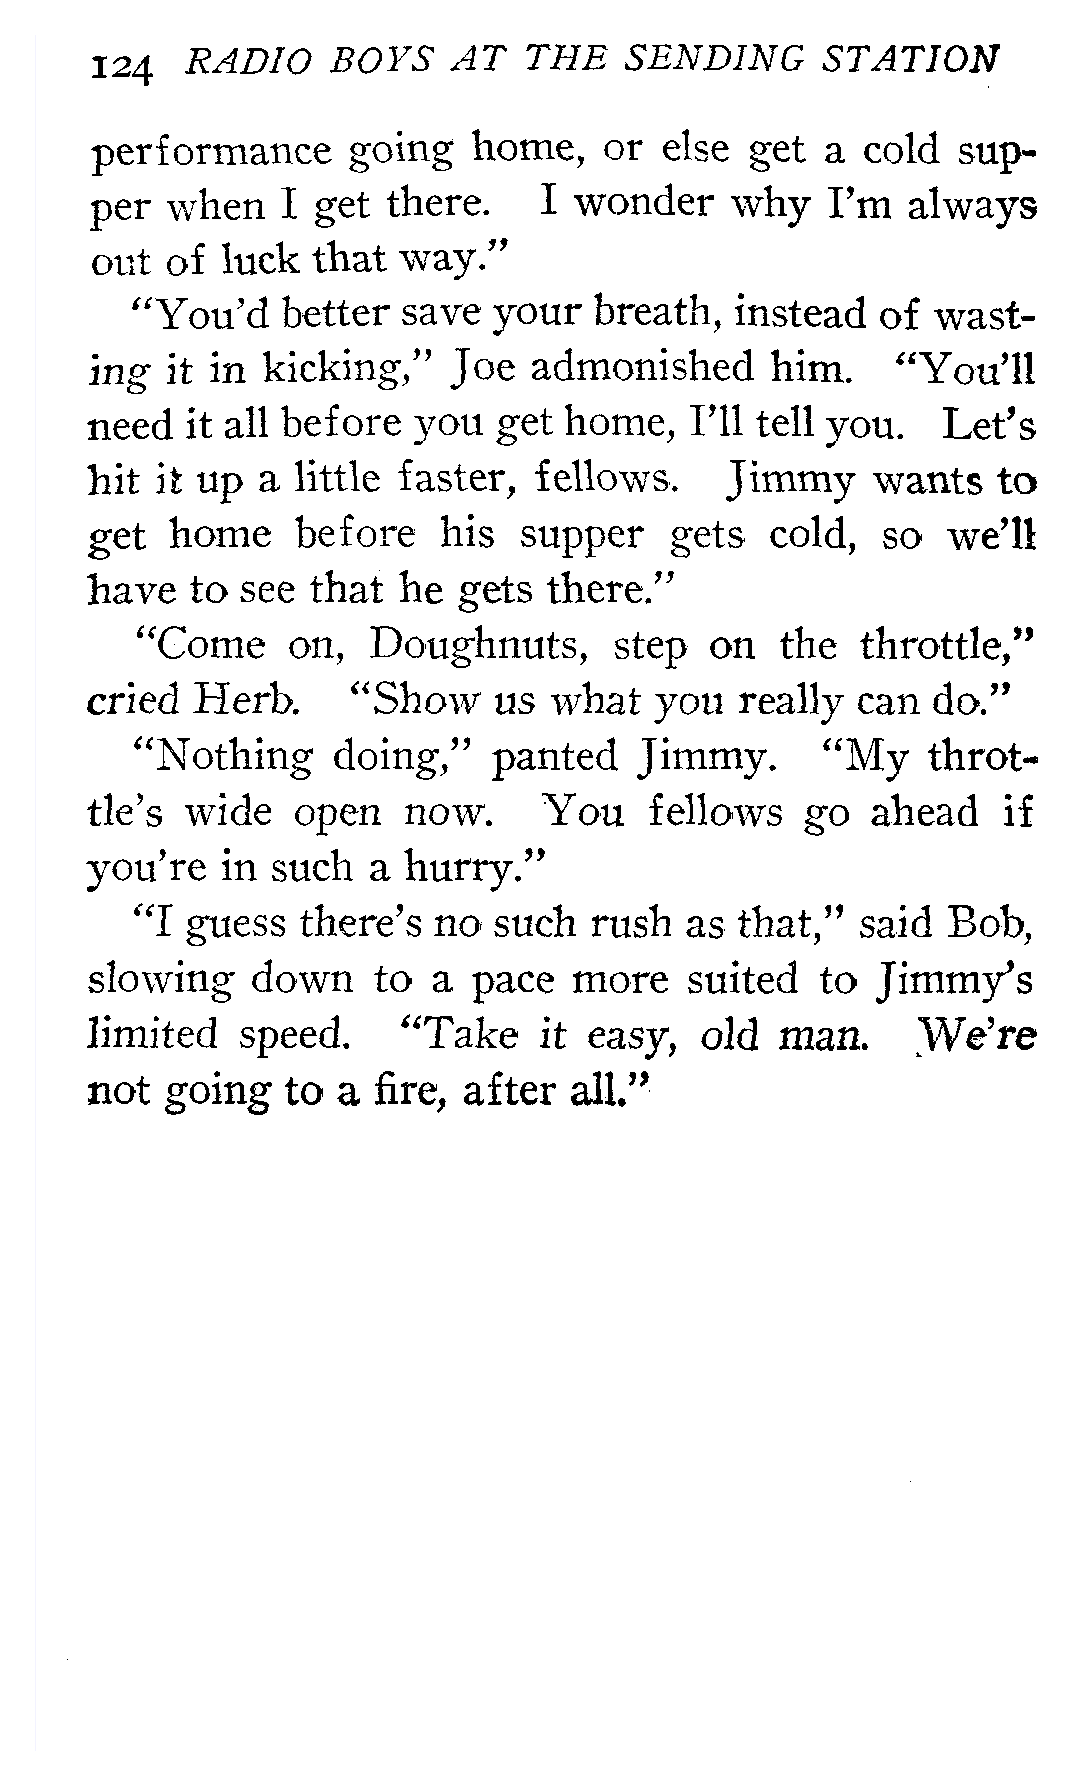 124 RADIO BOYS AT THE SENDING STATION
performance going home, or else get a cold sup-
per when I get there. I wonder why I'm always
out of luck that way."
"You'd better save your breath, instead of wast-
ing it in kicking," Joe admonished him. "You'll
need it all before you get home, I'll tell you. Let's
hit it up a little faster, fellows. Jimmy wants to
get home before his supper gets cold, so we'll
have to see that he gets there."
"Come on, Doughnuts, step on the throttle,"
cried Herb. "Show us what you really can do."
"Nothing doing," panted Jimmy. "My throt-
tle's wide open now. You fellows go ahead if
you're in such a hurry."
"I guess there's no such rush as that," said Bob,
slowing down to a pace more suited to Jimmy's
limited speed. "Take it easy, old man. We're
not going to a fire, after all."